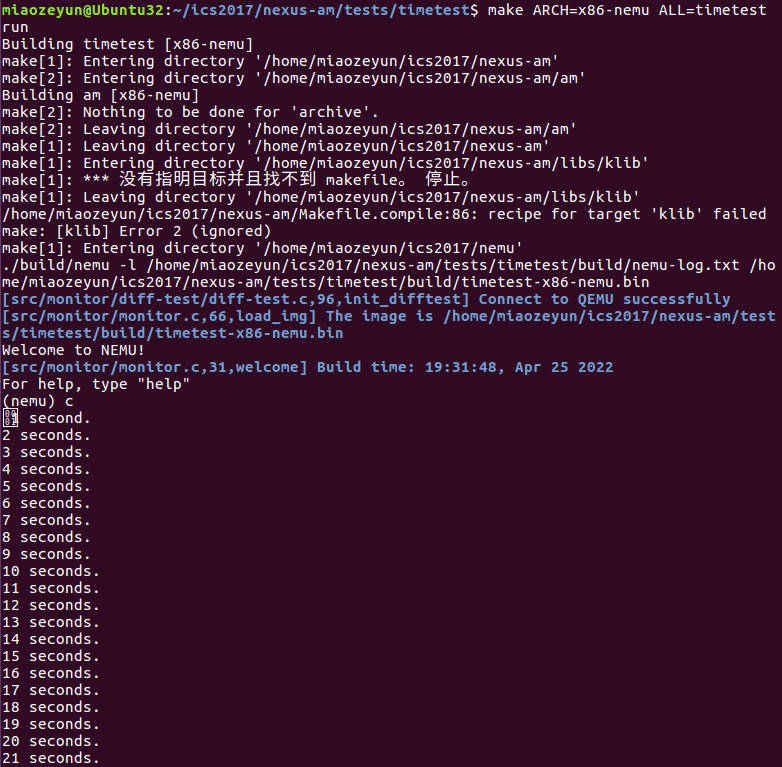 miaozeyun@Ubuntu32:~/ics2017/nexus-am/tests/timetest$ make ARCH=x86-nemu ALL=timetest
run
Building timetest [x86-nemu]
make[1]: Entering directory '/home/miaozeyun/ics2017/nexus-am'
make[2]: Entering directory '/home/miaozeyun/ics2017/nexus-am/am'
Building am [x86-nemu]
make[2]: Nothing to be done for 'archive'.
make[2]: Leaving directory '/home/miaozeyun/ics2017/nexus-am/am'
make[1]: Leaving directory '/home/miaozeyun/ics2017/nexus-am'
make[1]: Entering directory '/home/miaozeyun/ics2017/nexus-am/libs/klib'
make[1]: *** 没有指明目标并且找不到 makefile。 停止。
make[1]: Leaving directory '/home/miaozeyun/ics2017/nexus-am/libs/klib'
/home/miaozeyun/ics2017/nexus-am/Makefile.compile:86: recipe for target 'klib' failed
make: [klib] Error 2 (ignored)
make[1]: Entering directory '/home/miaozeyun/ics2017/nemu'
./build/nemu -l /home/miaozeyun/ics2017/nexus-am/tests/timetest/build/nemu-log.txt /ho
me/miaozeyun/ics2017/nexus-am/tests/timetest/build/timetest-x86-nemu.bin
[src/monitor/diff-test/diff-test.c,96,init_difftest] Connect to QEMU successfully
[src/monitor/monitor.c,66,load_img] The image is /home/miaozeyun/ics2017/nexus-am/test
s/timetest/build/timetest-x86-nemu.bin
Welcome to NEMU!
[src/monitor/monitor.c,31,welcome] Build time: 19:31:48, Apr 25 2022
For help, type "help"
(nemu) c
second.
2 seconds.
3 seconds.
4 seconds.
5 seconds.
6 seconds.
7 seconds.
8 seconds.
9 seconds.
10 seconds.
11 seconds.
12 seconds.
13 seconds.
14 seconds.
15 seconds.
16 seconds.
17 seconds.
18 seconds.
19 seconds.
20 seconds.
21 seconds.